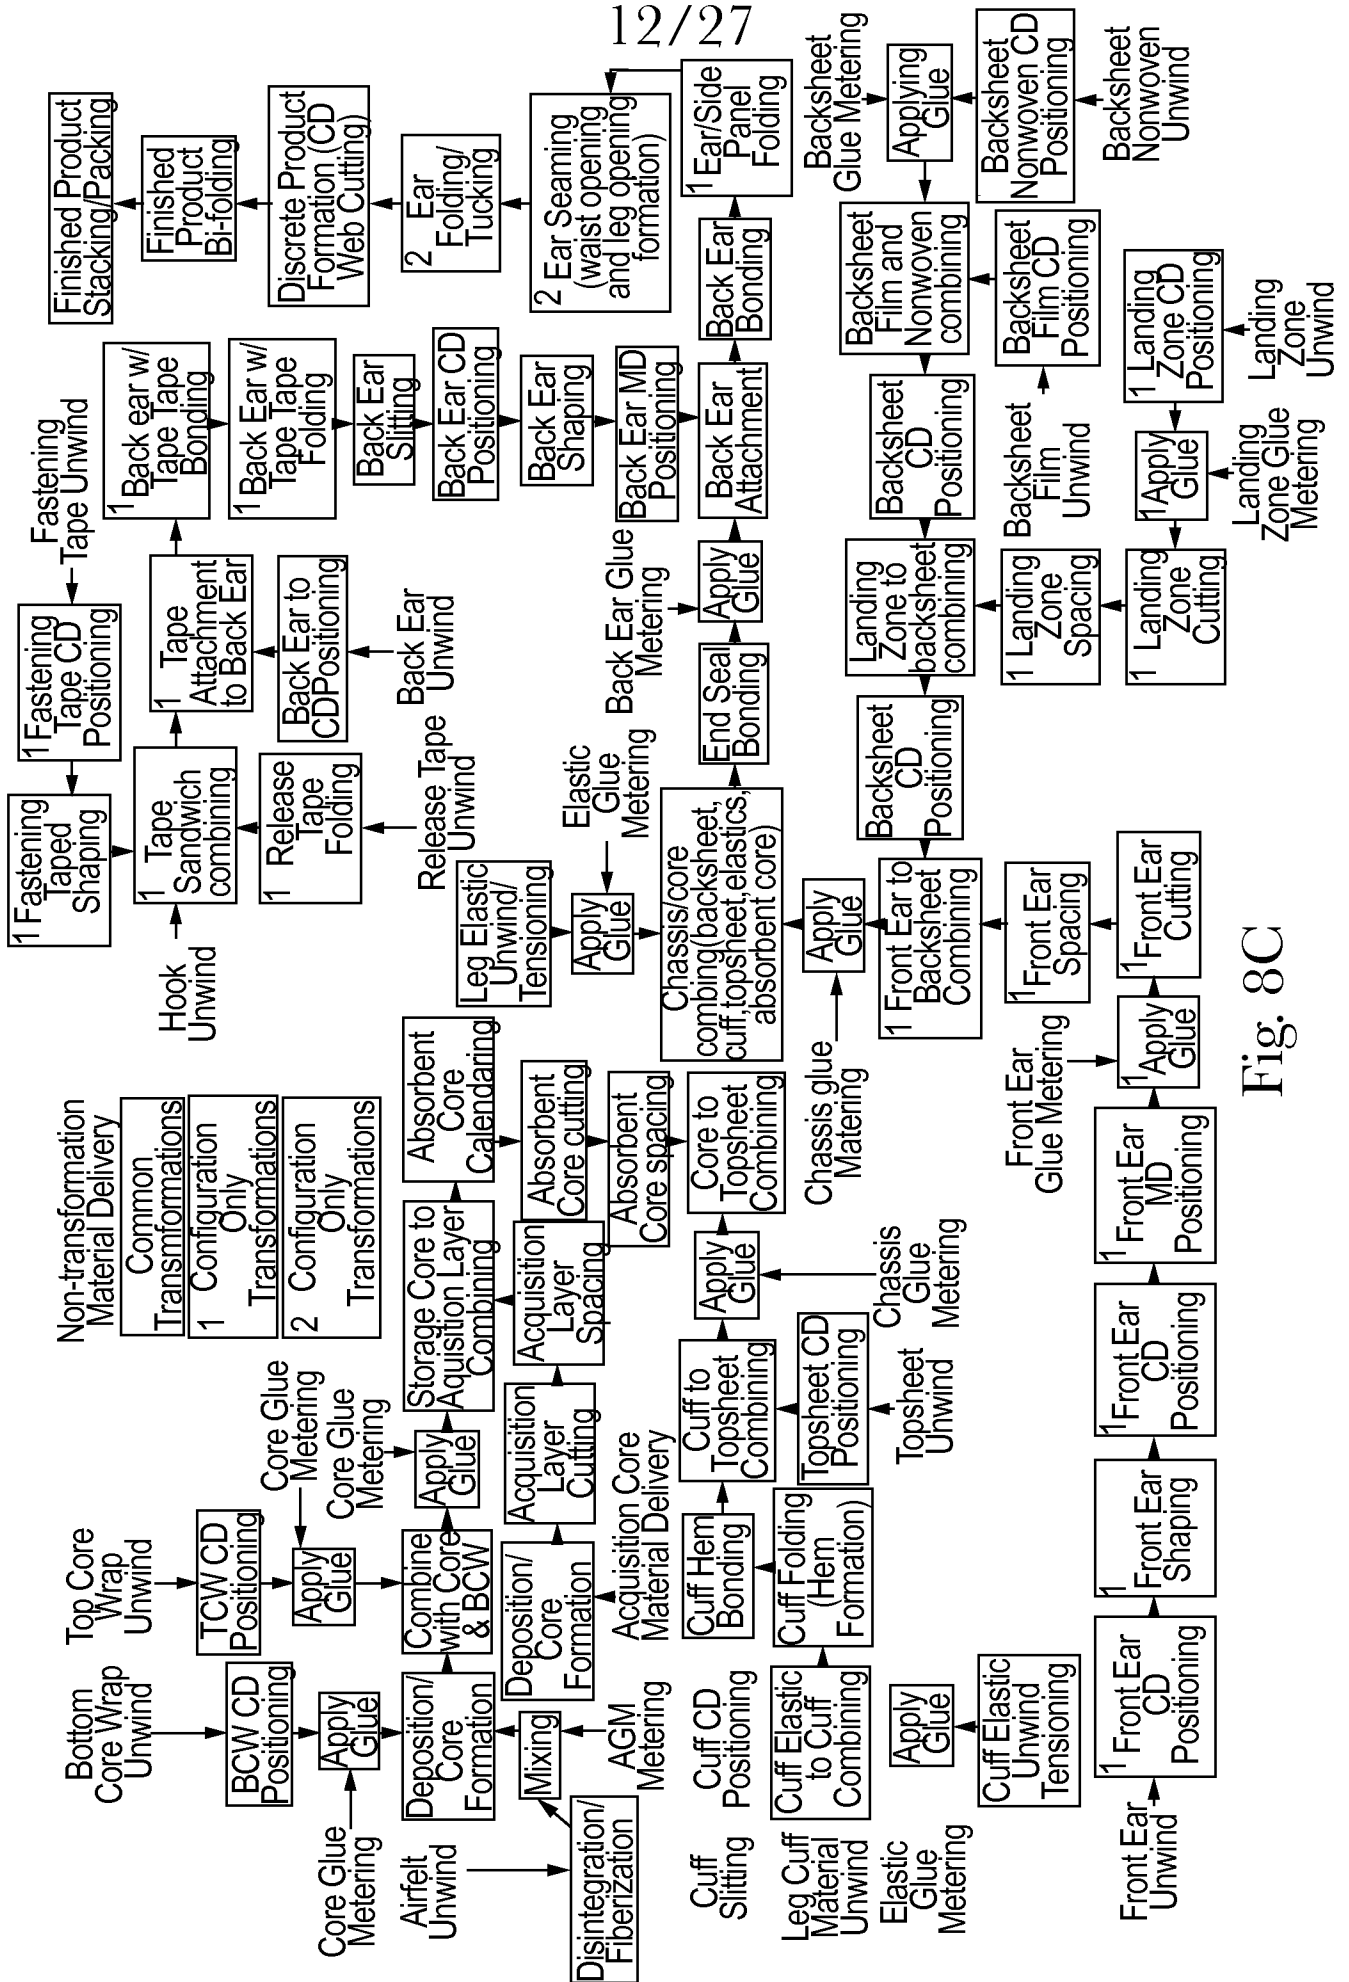 12/27
Non-transformation
Material Delivery
Common
Transmformations
1 Configuration
Only
Transformations
2 Configuration
Only
Transformations
Bottom
Core Wrap
Unwind
BCW CD
Positioning
Core Glue
Metering
Apply
Glue
Top Core
Wrap
Unwind
TCW CD
Positioning
Core Glue
Metering
Apply
Glue
Airfelt
Unwind
Disintegration/
Fiberization
AGM
Metering
Mixing
Deposition/
Core
Formation
Combine
with Core
& BCW
Core Glue
Metering
Apply
Glue
Storage Core to
Aquisition Layer
Combining
Absorbent
Core
Calendaring
Acquisition Core
Material Delivery
Deposition/
Core
Formation
Acquisition
Layer
Cutting
Acquisition
Layer
Spacing
Absorbent
Core cutting
Absorbent
Core spacing
Cuff
Slitting
Cuff CD
Positioning
Leg Cuff
Material
Unwind
Cuff Elastic
to Cuff
Combining
Elastic
Glue
Metering
Apply
Glue
Cuff Elastic
Unwind
Tensioning
Cuff Folding
(Hem
Formation)
Cuff Hem
Bonding
Cuff to
Topsheet
Combining
Topsheet CD
Positioning
Topsheet
Unwind
Apply
Glue
Chassis
Glue
Metering
Core to
Topsheet
Combining
Leg Elastic
Unwind/
Tensioning
Elastic
Glue
Metering
Apply
Glue
Chassis/core
combing(backsheet,
cuff,topsheet,elastics,
absorbent core)
Chassis glue
Matering
Apply
Glue
End Seal
Bonding
Back Ear Glue
Metering
Apply
Glue
Back Ear
Attachment
Back Ear
Bonding
1 Ear/Side
Panel
Folding
2 Ear Seaming
(waist opening
and leg opening
formation)
2 Ear
Folding/
Tucking
Discrete Product
Formation (CD
Web Cutting)
Finished
Product
Bi-folding
Finished Product
Stacking/Packing
Fastening
Tape Unwind
1 Fastening
Tape CD
Positioning
1 Fastening
Taped
Shaping
Hook
Unwind
1 Tape
Sandwich
combining
1 Release
Tape
Folding
Release Tape
Unwind
1 Tape
Attachment
to Back Ear
Back Ear to
CDPositioning
Back Ear
Unwind
1 Back ear w/
Tape Tape
Bonding
1 Back Ear w/
Tape Tape
Folding
Back Ear
Slitting
Back Ear CD
Positioning
Back Ear
Shaping
Back Ear MD
Positioning
Backsheet
Glue Metering
Applying
Glue
Backsheet
Nonwoven CD
Positioning
Backsheet
Nonwoven
Unwind
Backsheet
Film and
Nonwoven
combining
Backsheet
Film CD
Positioning
Backsheet
Film
Unwind
Backsheet
CD
Positioning
Landing
Zone to
backsheet
combining
1 Landing
Zone
Spacing
1 Landing
Zone
Cutting
1 Apply
Glue
Landing
Zone Glue
Metering
1 Landing
Zone CD
Positioning
Landing
Zone
Unwind
Backsheet
CD
Positioning
1 Front Ear to
Backsheet
Combining
1 Front Ear
Spacing
1 Front Ear
Cutting
Front Ear
Glue Metering
1 Apply
Glue
1 Front Ear
MD
Positioning
1 Front Ear
CD
Positioning
1 Front Ear
Shaping
1 Front Ear
CD
Positioning
Front Ear
Unwind
Fig. 8C